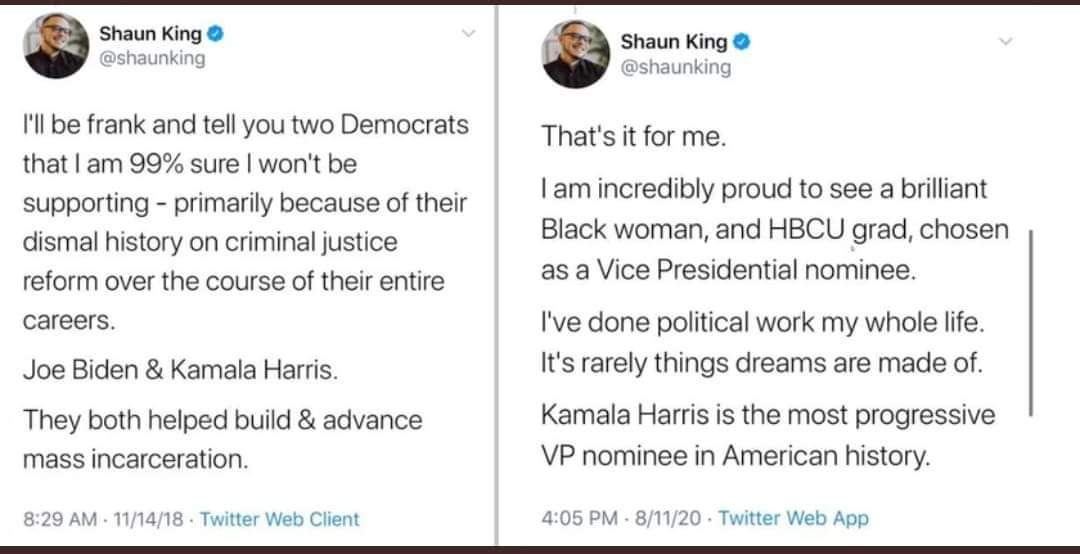 Shaun King
@shaunking
I'll be frank and tell you two Democrats
that I am 99% sure I won't be
supporting - primarily because of their
dismal history on criminal justice
reform over the course of their entire
careers.
Joe Biden & Kamala Harris.
They both helped build & advance
mass incarceration.
8:29 AM · 11/14/18 · Twitter Web Client
Shaun King
@shaunking
That's it for me.
I am incredibly proud to see a brilliant
Black woman, and HBCU grad, chosen
as a Vice Presidential nominee.
I've done political work my whole life.
It's rarely things dreams are made of.
Kamala Harris is the most progressive
VP nominee in American history.
4:05 PM · 8/11/20 · Twitter Web App